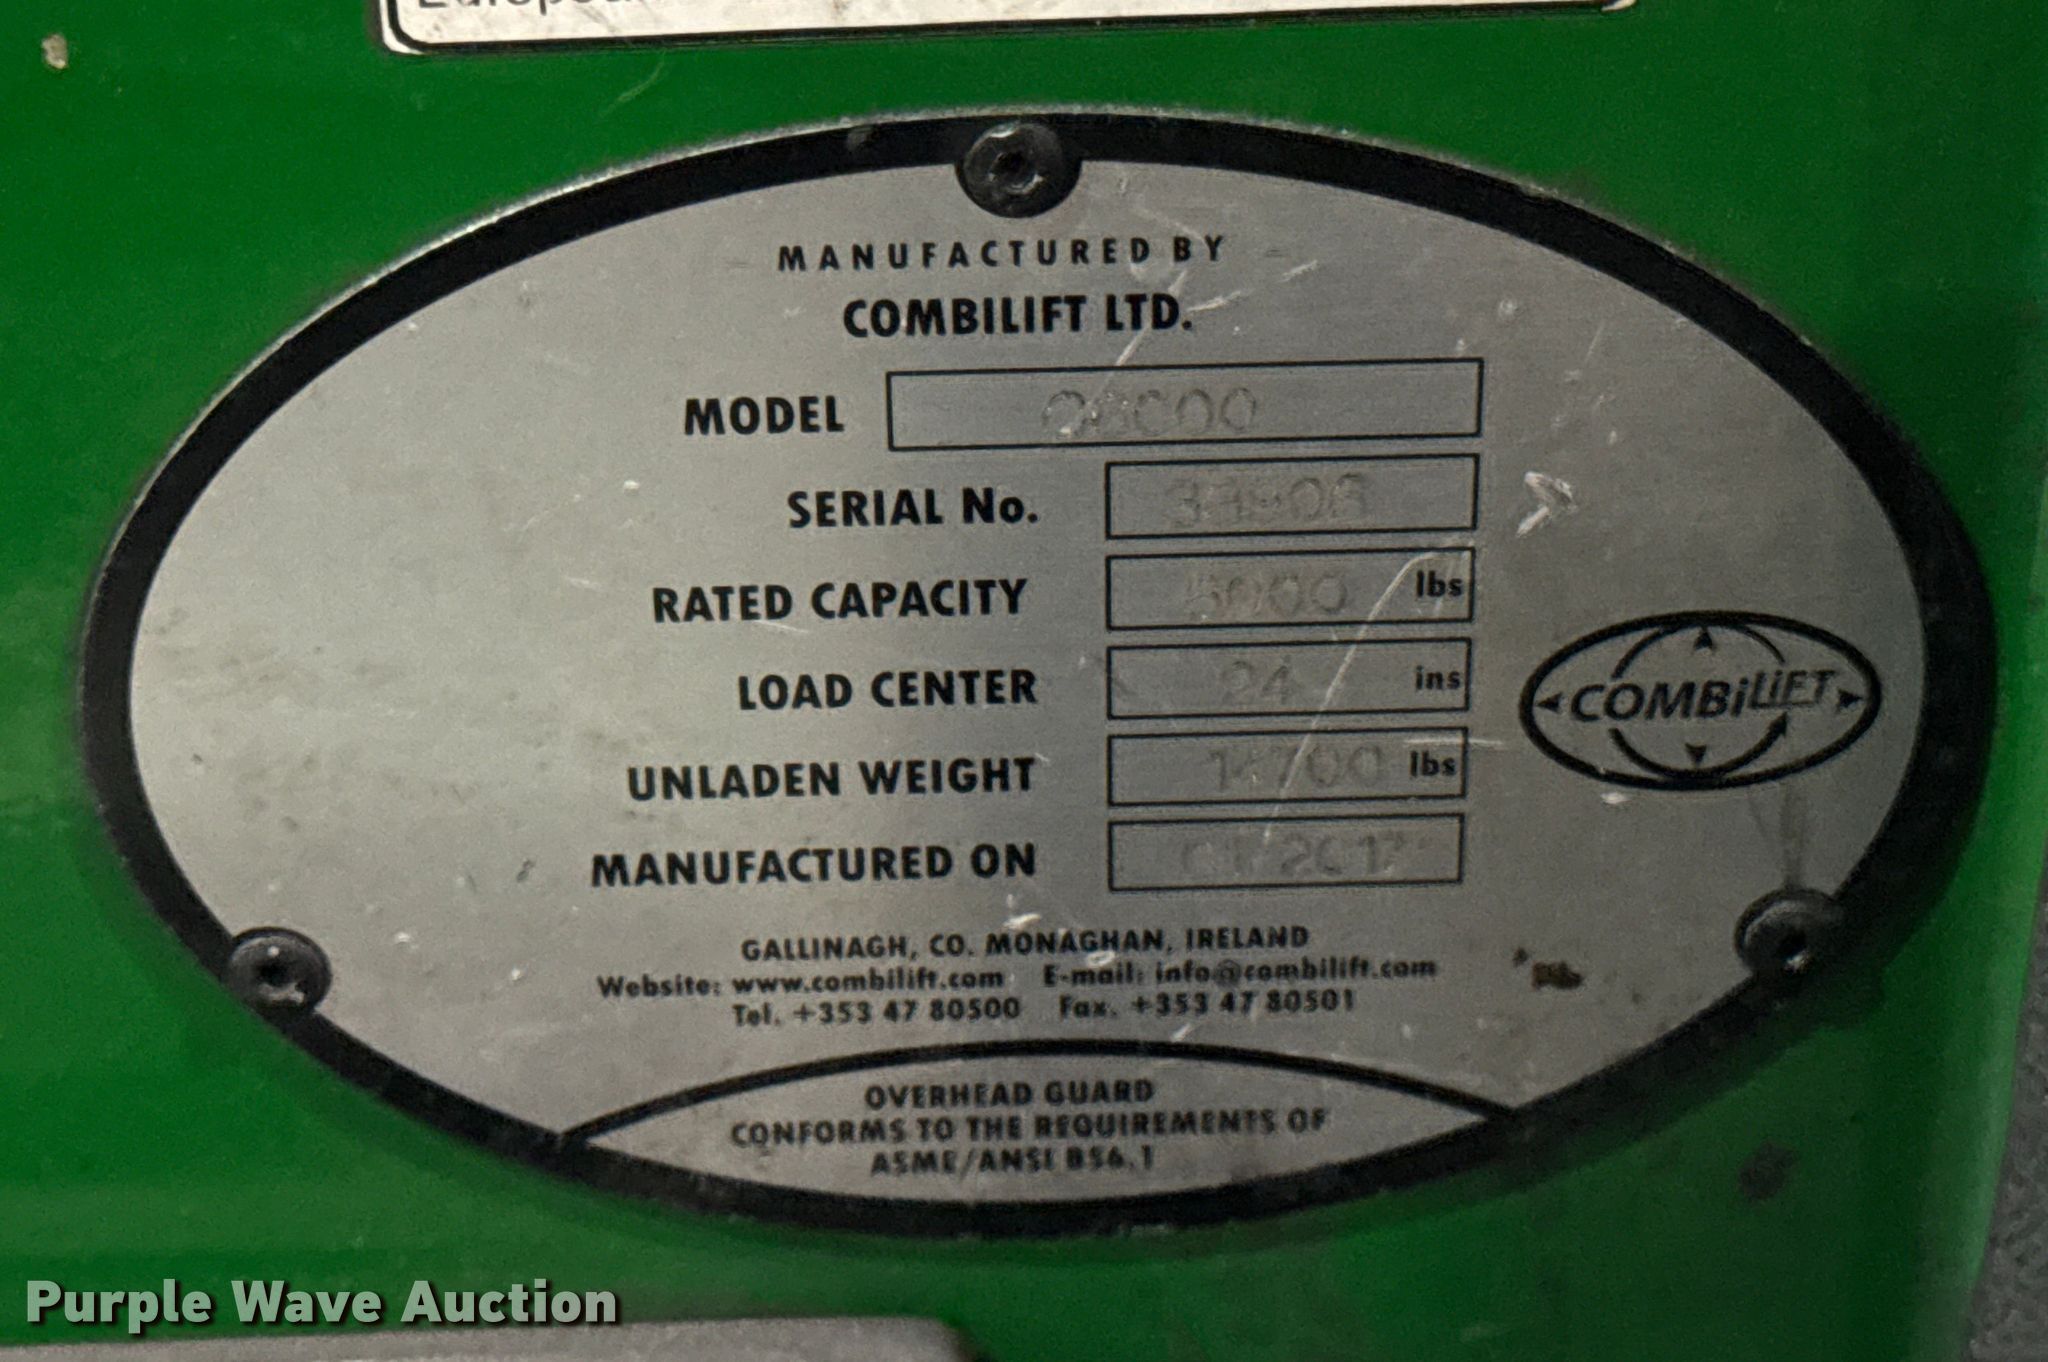 MANUFACTURED BY
COMBILIFT LTD.
MODEL
SERIAL No.
RATED CAPACITY 5000 lbs
LOAD CENTER 24 ins
UNLADEN WEIGHT lbs
MANUFACTURED ON
COMBiLiFT
GALLINAGH, CO. MONAGHAN, IRELAND
Website: www.combilift.com E-mail: info@combilift.com
Tel. +353 47 80500 Fax. +353 47 80501
OVERHEAD GUARD
CONFORMS TO THE REQUIREMENTS OF
ASME/ANSI B56.1
Purple Wave Auction